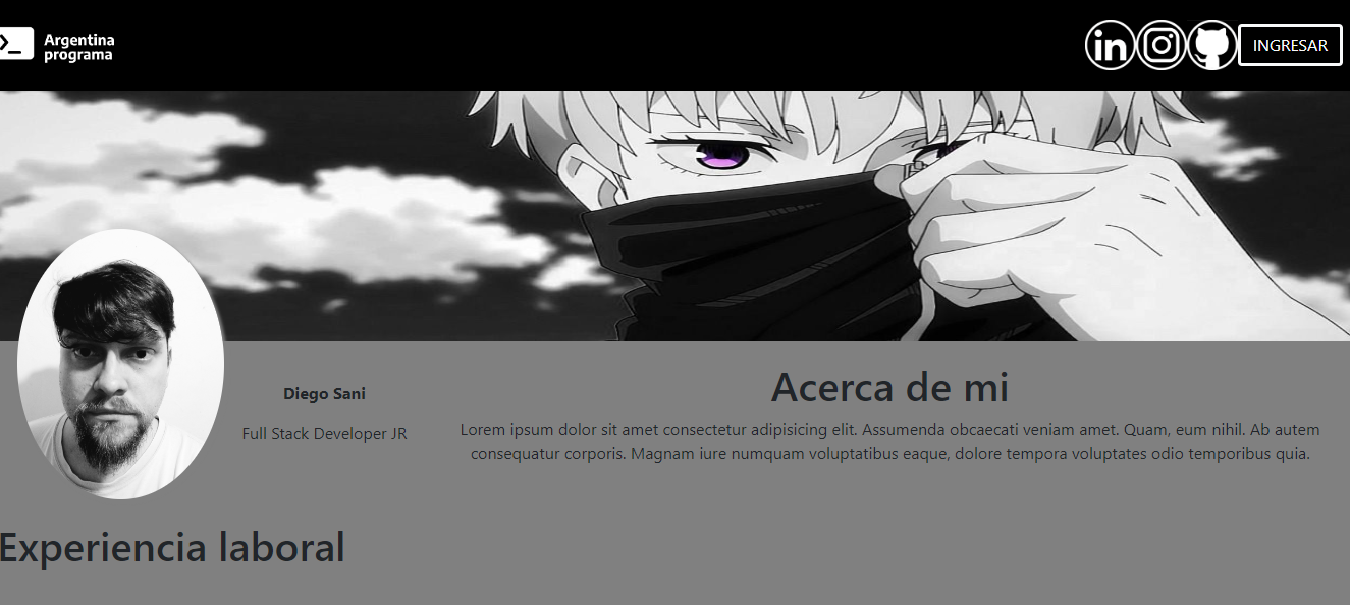 Argentina
programa
in
INGRESAR
Diego Sani
Full Stack Developer JR
Acerca de mi
Lorem ipsum dolor sit amet consectetur adipisicing elit. Assumenda obcaecati veniam amet. Quam, eum nihil. Ab autem
consequatur corporis. Magnam iure numquam voluptatibus eaque, dolore tempora voluptates odio temporibus quia.
Experiencia laboral